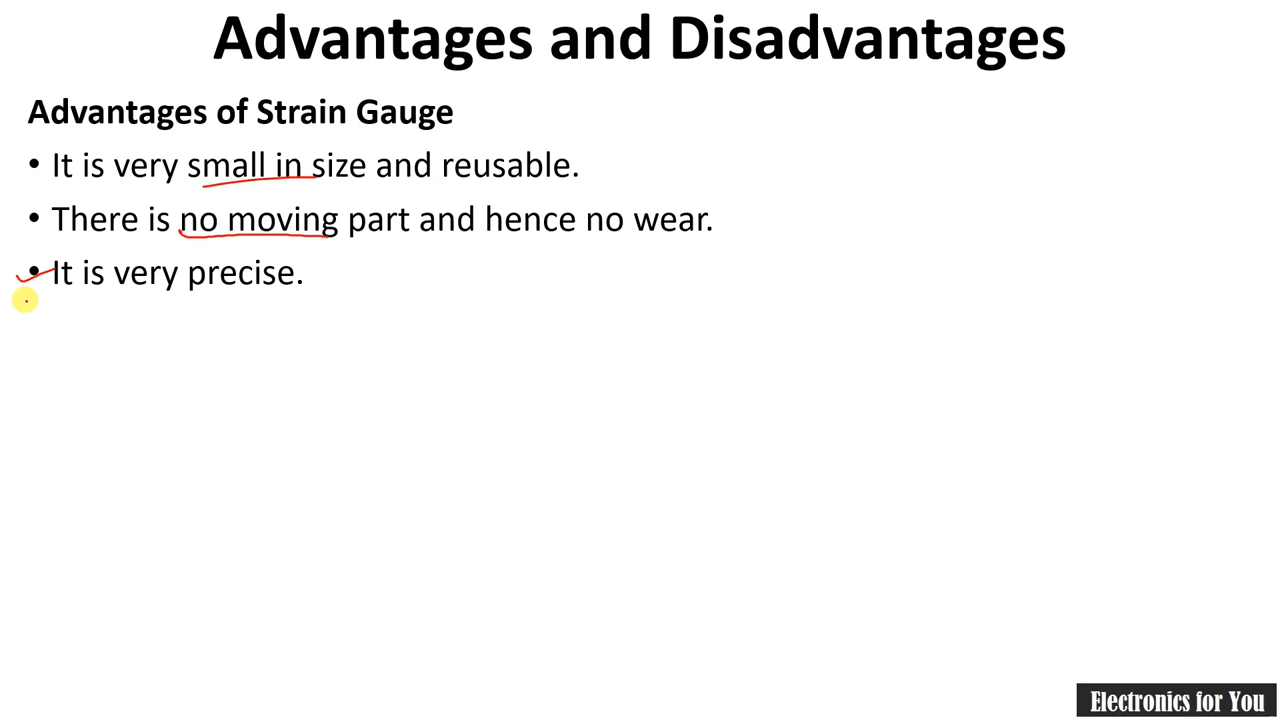 Advantages and Disadvantages
Advantages of Strain Gauge
• It is very small in size and reusable.
• There is no moving part and hence no wear.
• It is very precise.
Electronics for You